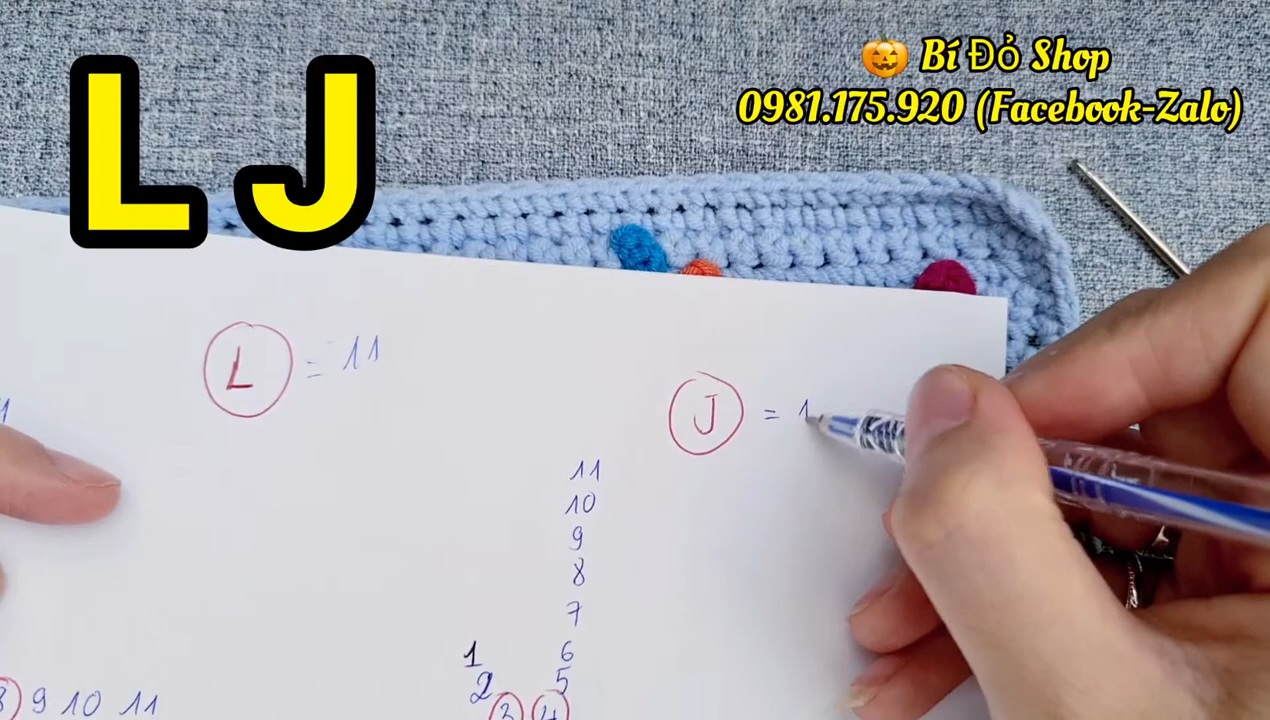 LJ
Bí Đỏ Shop
0981.175.920 (Facebook-Zalo)
L = 11
J = 1
11
10
9
8
7
1 6
2 5
3 4
8 9 10 11